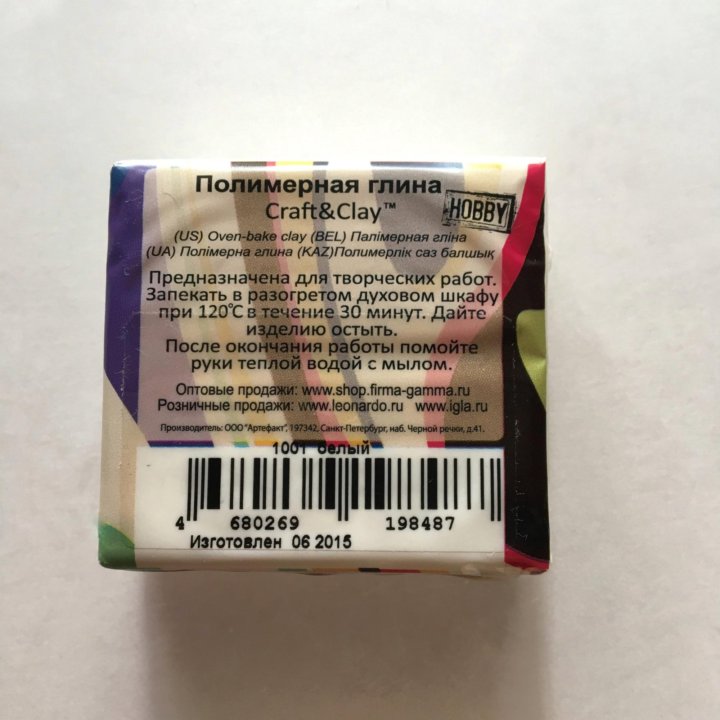 Полимерная глина
Craft&Clay™
HOBBY
(US) Oven-bake clay (BEL) Палімерная гліна
(UA) Полімерна глина (KAZ)Полимерлік саз балшық
Предназначена для творческих работ.
Запекать в разогретом духовом шкафу
при 120℃ в течение 30 минут. Дайте
изделию остыть.
После окончания работы помойте
руки теплой водой с мылом.
Оптовые продажи: www.shop.firma-gamma.ru
Розничные продажи: www.leonardo.ru www.igla.ru
Производитель: ООО "Артефакт", 197342, Санкт-Петербург, наб. Черной речки, д.41.
1001 белый
4 680269 198487
Изготовлен 06 2015